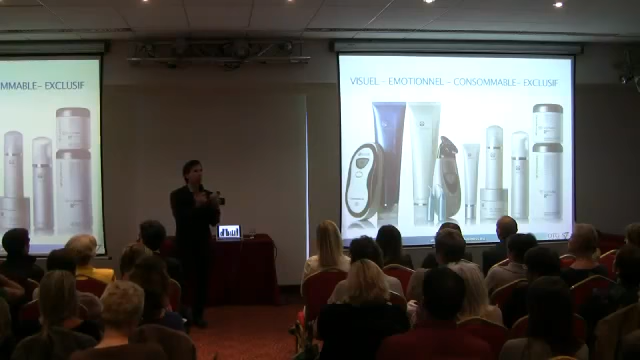 MMABLE– EXCLUSIF
VISUEL – EMOTIONNEL – CONSOMMABLE– EXCLUSIF